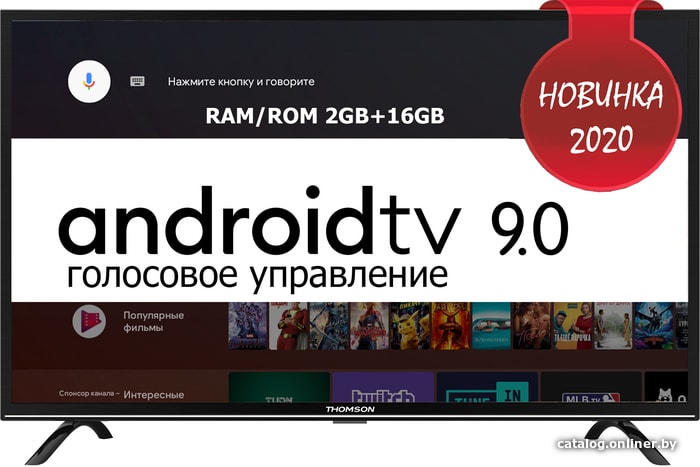 Нажмите кнопку и говорите
RAM/ROM 2GB+16GB
НОВИНКА
2020
androidtv 9.0
голосовое управление
Популярные
фильмы
Спонсор канала – Интересные
twitch
TUNE IN
MLB.TV
THOMSON
catalog.onliner.by